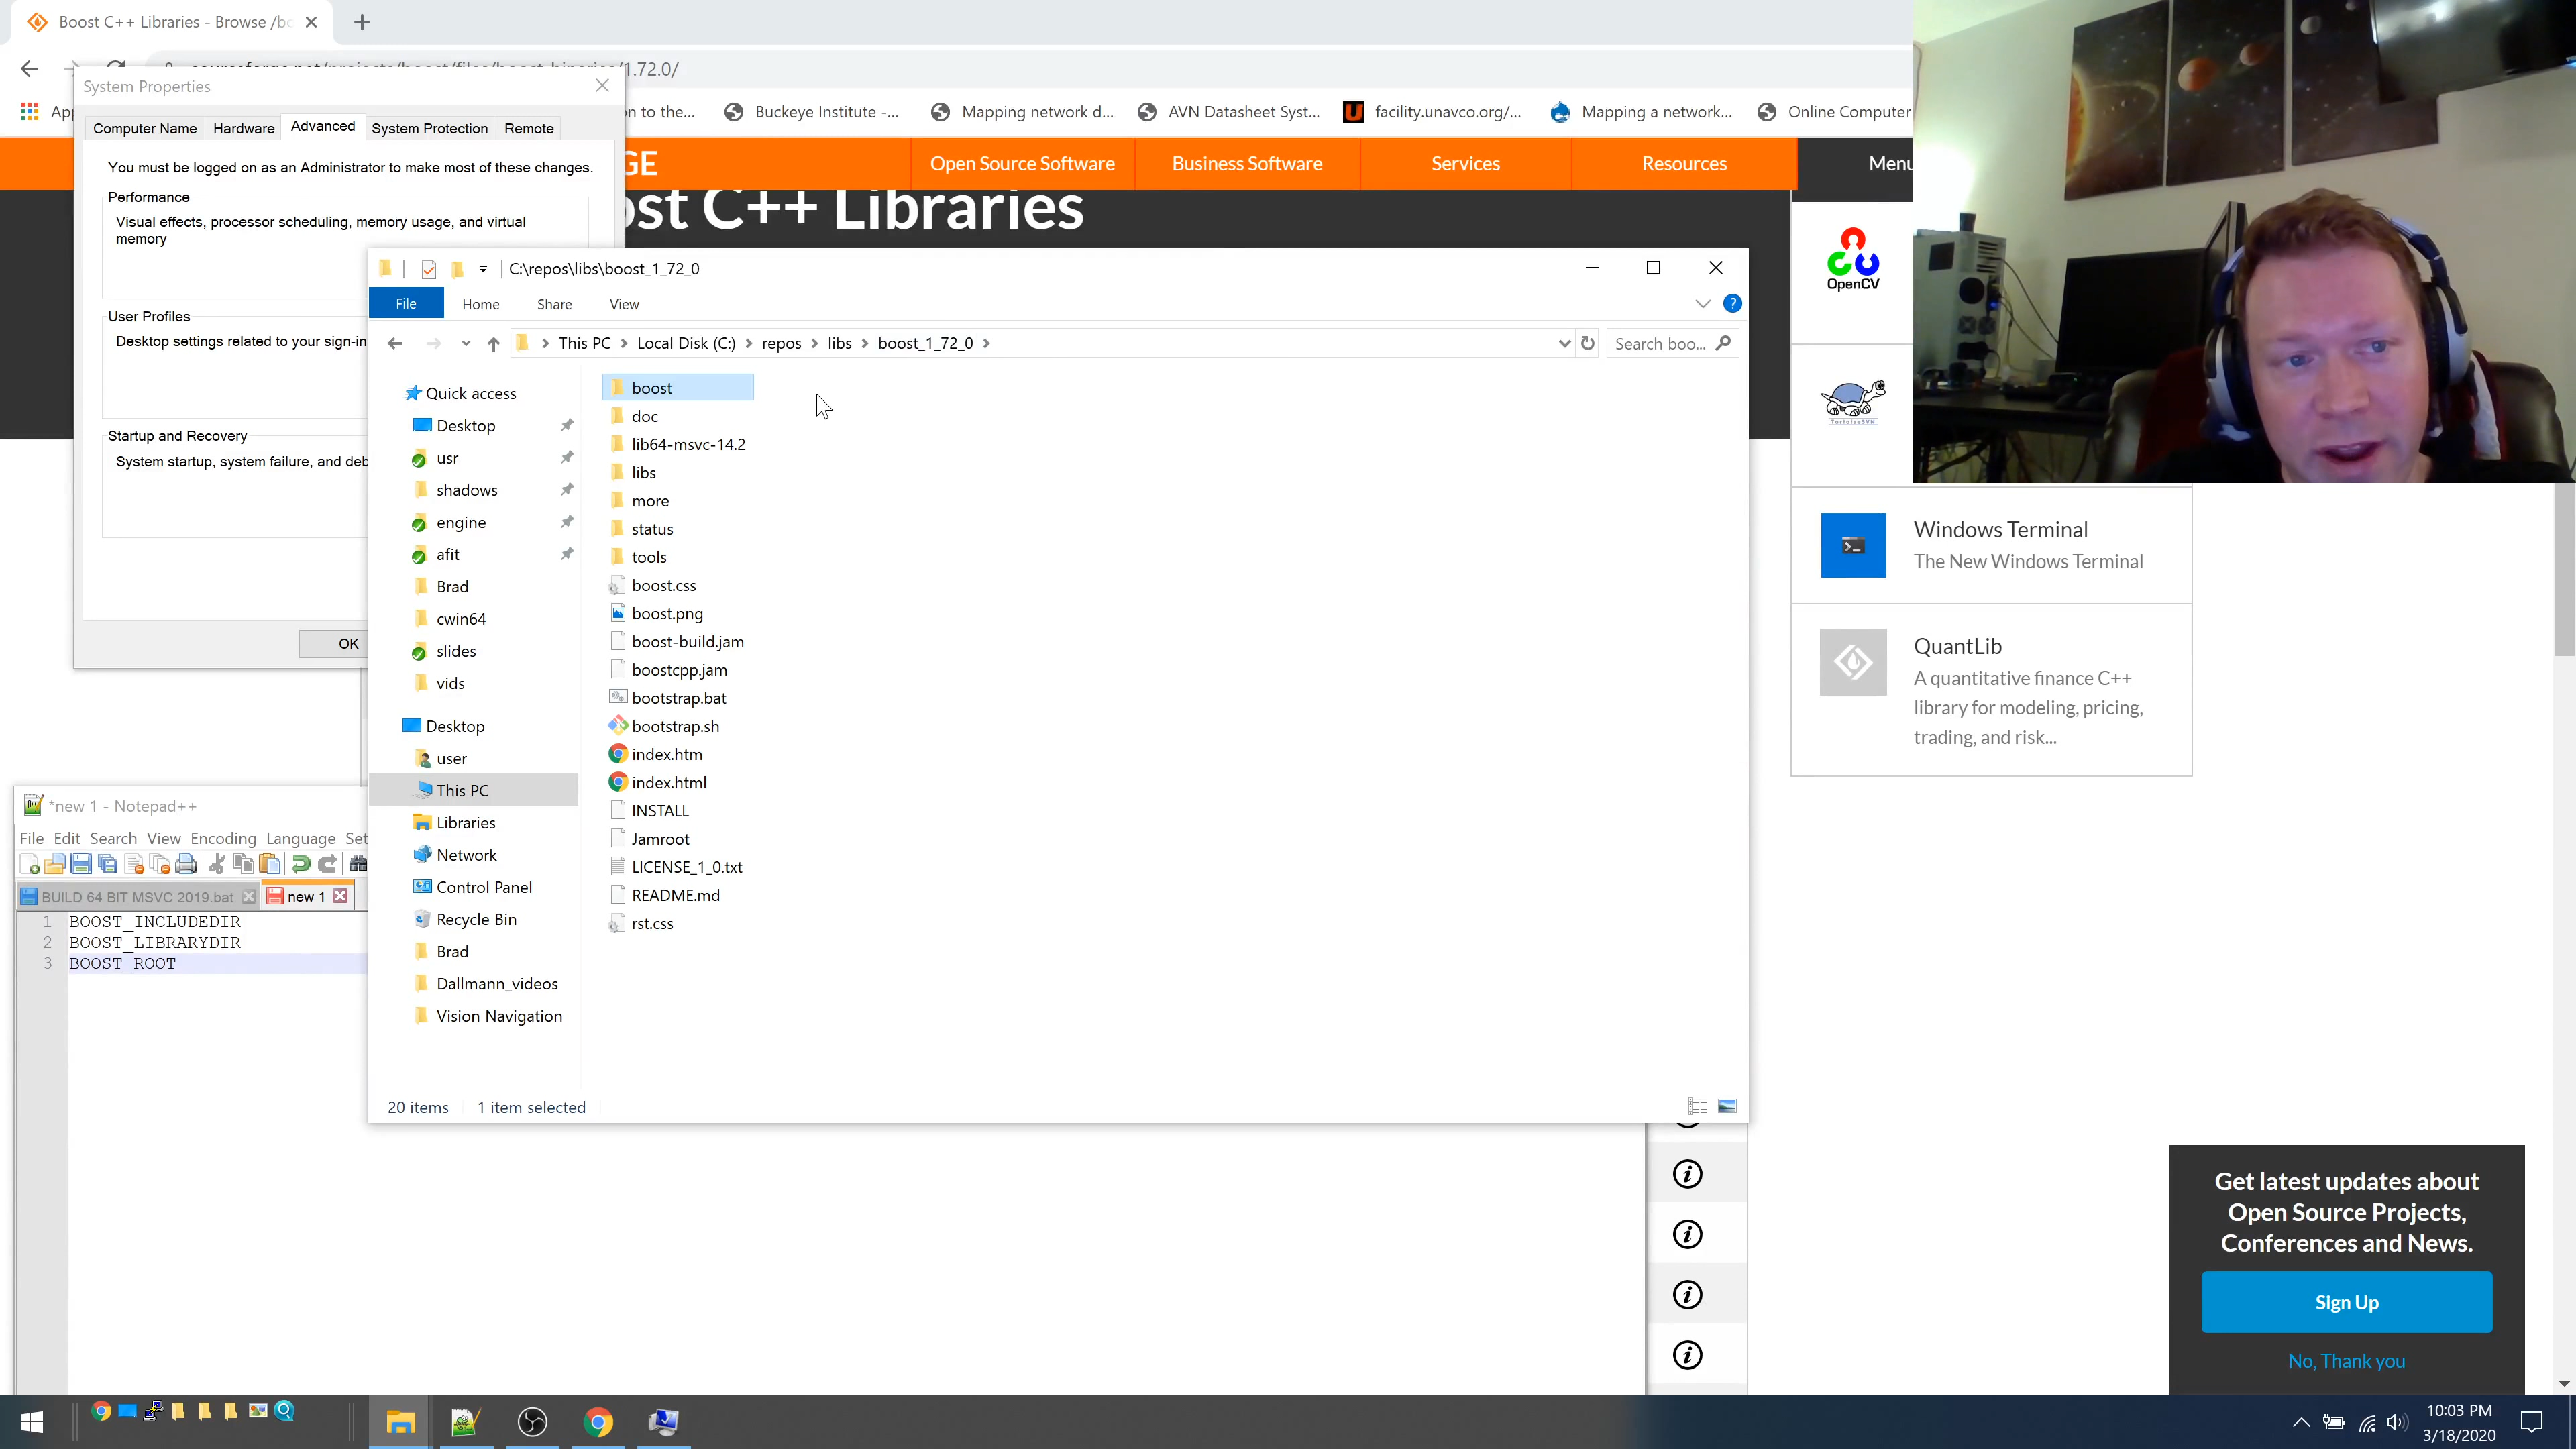 Boost C++ Libraries - Browse /bo
1.72.0/
System Properties
on to the...
Buckeye Institute -...
Mapping network d...
AVN Datasheet Syst...
facility.unavco.org/...
Mapping a network...
Online Computer
Computer Name
Hardware
Advanced
System Protection
Remote
You must be logged on as an Administrator to make most of these changes.
Performance
Visual effects, processor scheduling, memory usage, and virtual
memory
User Profiles
Desktop settings related to your sign-in
Startup and Recovery
System startup, system failure, and deb
OK
GE
Open Source Software
Business Software
Services
Resources
Menu
ost C++ Libraries
OpenCV
TortoiseSVN
Windows Terminal
The New Windows Terminal
QuantLib
A quantitative finance C++
library for modeling, pricing,
trading, and risk...
C:\repos\libs\boost_1_72_0
File
Home
Share
View
This PC
Local Disk (C:)
repos
libs
boost_1_72_0
Search boo...
Quick access
Desktop
usr
shadows
engine
afit
Brad
cwin64
slides
vids
Desktop
user
This PC
Libraries
Network
Control Panel
Recycle Bin
Brad
Dallmann_videos
Vision Navigation
boost
doc
lib64-msvc-14.2
libs
more
status
tools
boost.css
boost.png
boost-build.jam
boostcpp.jam
bootstrap.bat
bootstrap.sh
index.htm
index.html
INSTALL
Jamroot
LICENSE_1_0.txt
README.md
rst.css
20 items
1 item selected
*new 1 - Notepad++
File Edit Search View Encoding Language Set
BUILD 64 BIT MSVC 2019.bat
new 1
1 BOOST_INCLUDEDIR
2 BOOST_LIBRARYDIR
3 BOOST_ROOT
Get latest updates about
Open Source Projects,
Conferences and News.
Sign Up
No, Thank you
10:03 PM
3/18/2020